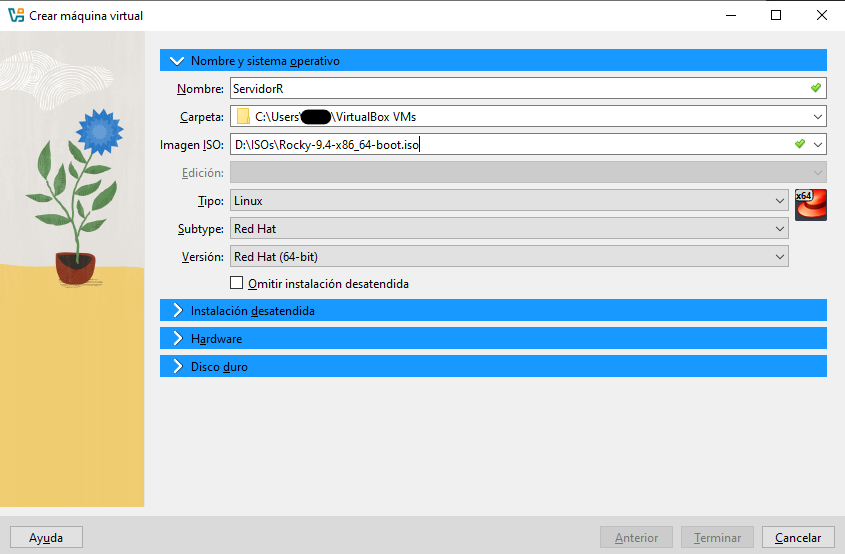 Crear máquina virtual
Nombre y sistema operativo
Nombre: ServidorR
Carpeta: C:\Users\ \VirtualBox VMs
Imagen ISO: D:\ISOs\Rocky-9.4-x86_64-boot.iso
Edición:
Tipo: Linux x64
Subtype: Red Hat
Versión: Red Hat (64-bit)
Omitir instalación desatendida
Instalación desatendida
Hardware
Disco duro
Ayuda Anterior Terminar Cancelar